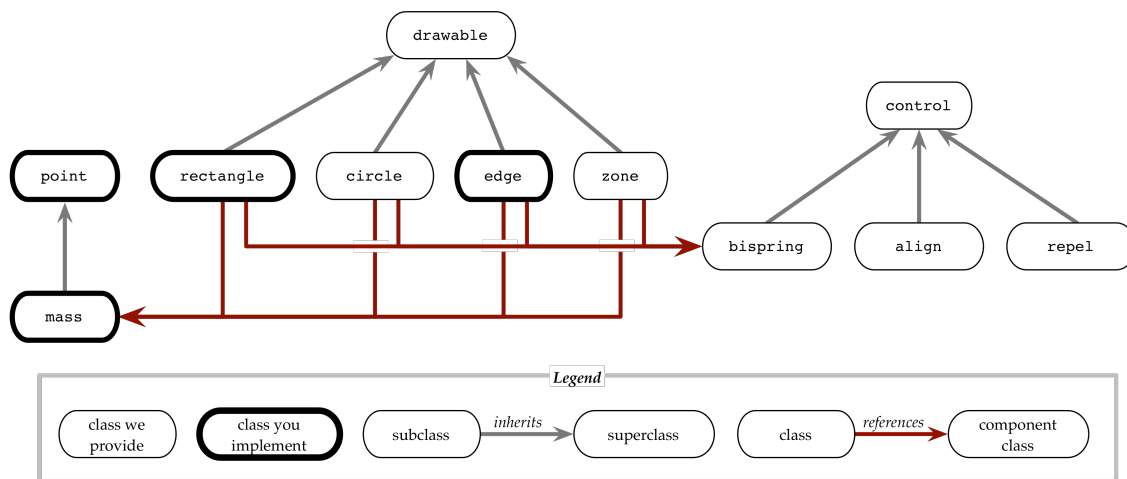 drawable
control
point
rectangle
circle
edge
zone
bispring
align
repel
mass
Legend
class we
provide
class you
implement
subclass
inherits
superclass
class
references
component
class